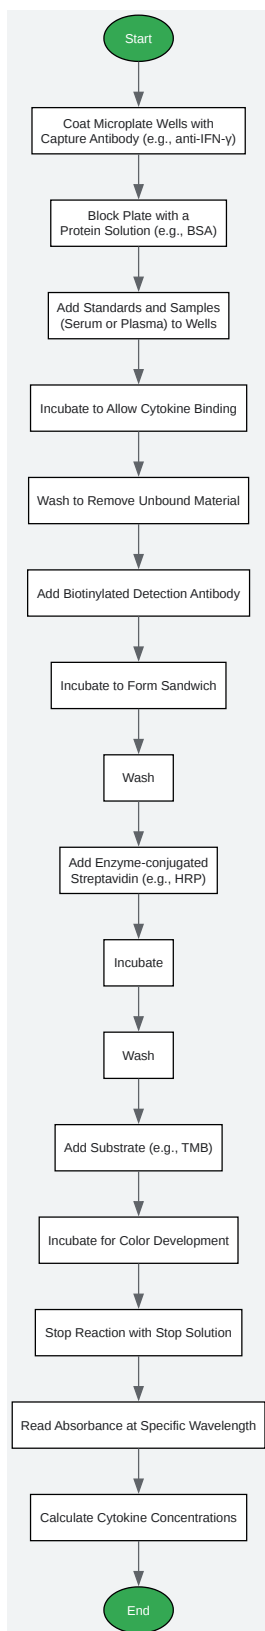 Start
Coat Microplate Wells with
Capture Antibody (e.g., anti-IFN-γ)
Block Plate with a
Protein Solution (e.g., BSA)
Add Standards and Samples
(Serum or Plasma) to Wells
Incubate to Allow Cytokine Binding
Wash to Remove Unbound Material
Add Biotinylated Detection Antibody
Incubate to Form Sandwich
Wash
Add Enzyme-conjugated
Streptavidin (e.g., HRP)
Incubate
Wash
Add Substrate (e.g., TMB)
Incubate for Color Development
Stop Reaction with Stop Solution
Read Absorbance at Specific Wavelength
Calculate Cytokine Concentrations
End